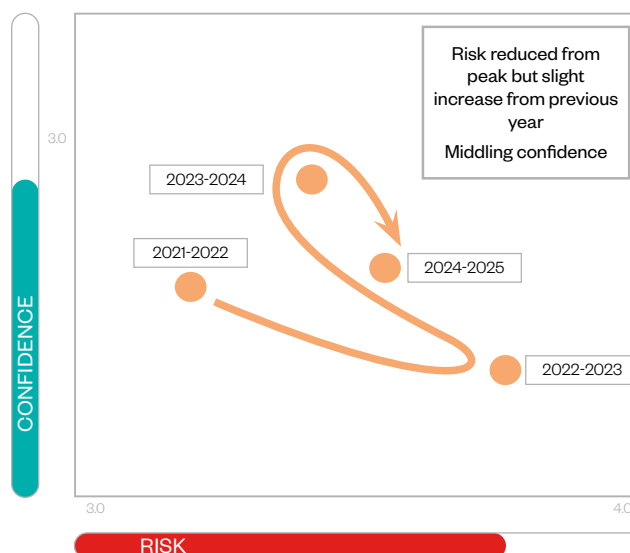 Risk reduced from
peak but slight
increase from previous
year
Middling confidence
3.0
2023-2024
2021-2022
2024-2025
2022-2023
CONFIDENCE
3.0
4.0
RISK